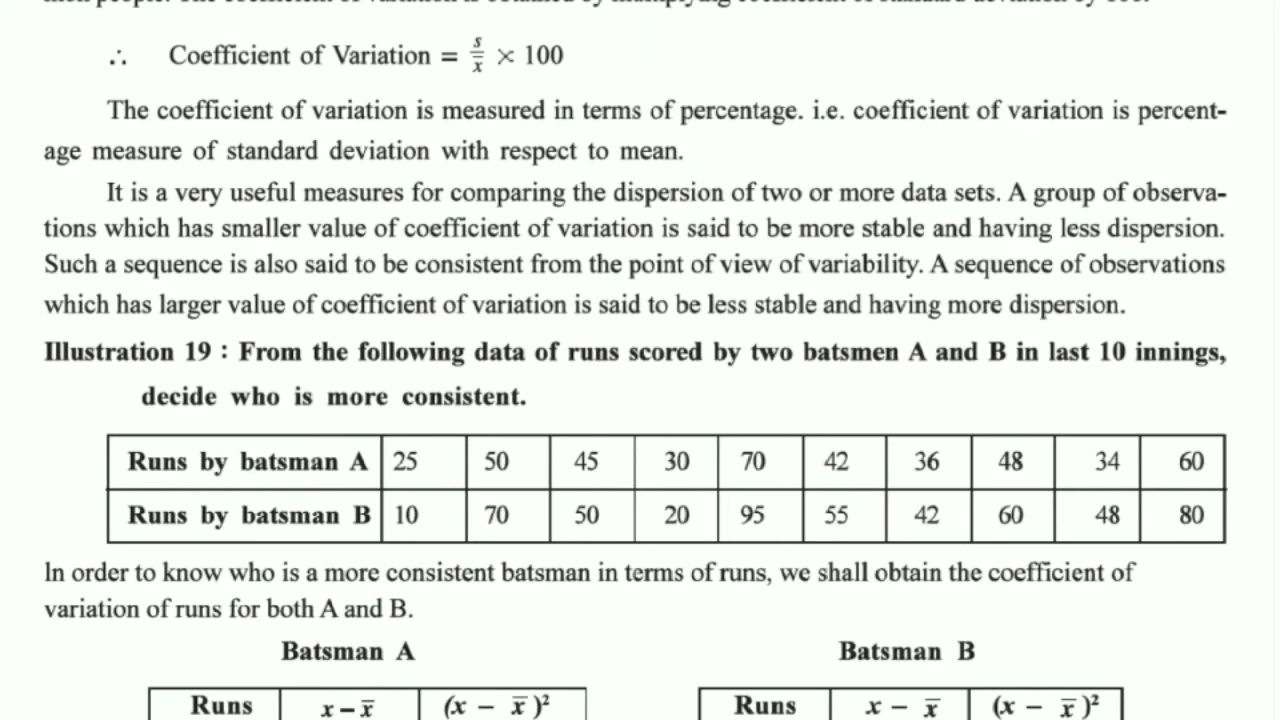 ∴ Coefficient of Variation = s/x̄ × 100
The coefficient of variation is measured in terms of percentage. i.e. coefficient of variation is percent-
age measure of standard deviation with respect to mean.
It is a very useful measures for comparing the dispersion of two or more data sets. A group of observa-
tions which has smaller value of coefficient of variation is said to be more stable and having less dispersion.
Such a sequence is also said to be consistent from the point of view of variability. A sequence of observations
which has larger value of coefficient of variation is said to be less stable and having more dispersion.
Illustration 19 : From the following data of runs scored by two batsmen A and B in last 10 innings,
decide who is more consistent.
Runs by batsman A 25 50 45 30 70 42 36 48 34 60
Runs by batsman B 10 70 50 20 95 55 42 60 48 80
In order to know who is a more consistent batsman in terms of runs, we shall obtain the coefficient of
variation of runs for both A and B.
Batsman A Batsman B
Runs x – x̄ (x – x̄)² Runs x – x̄ (x – x̄)²